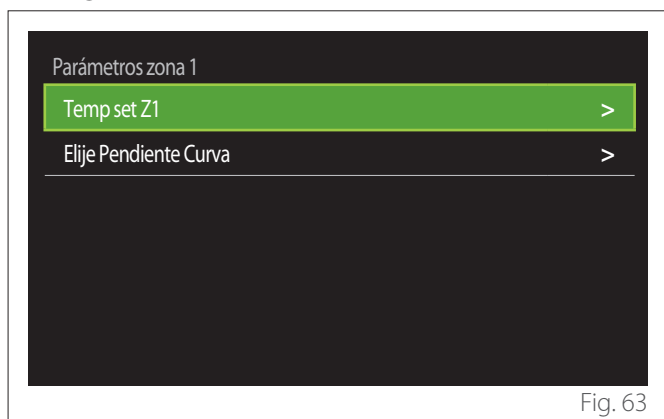 Parámetros zona 1
Temp set Z1 >
Elije Pendiente Curva >
Fig. 63